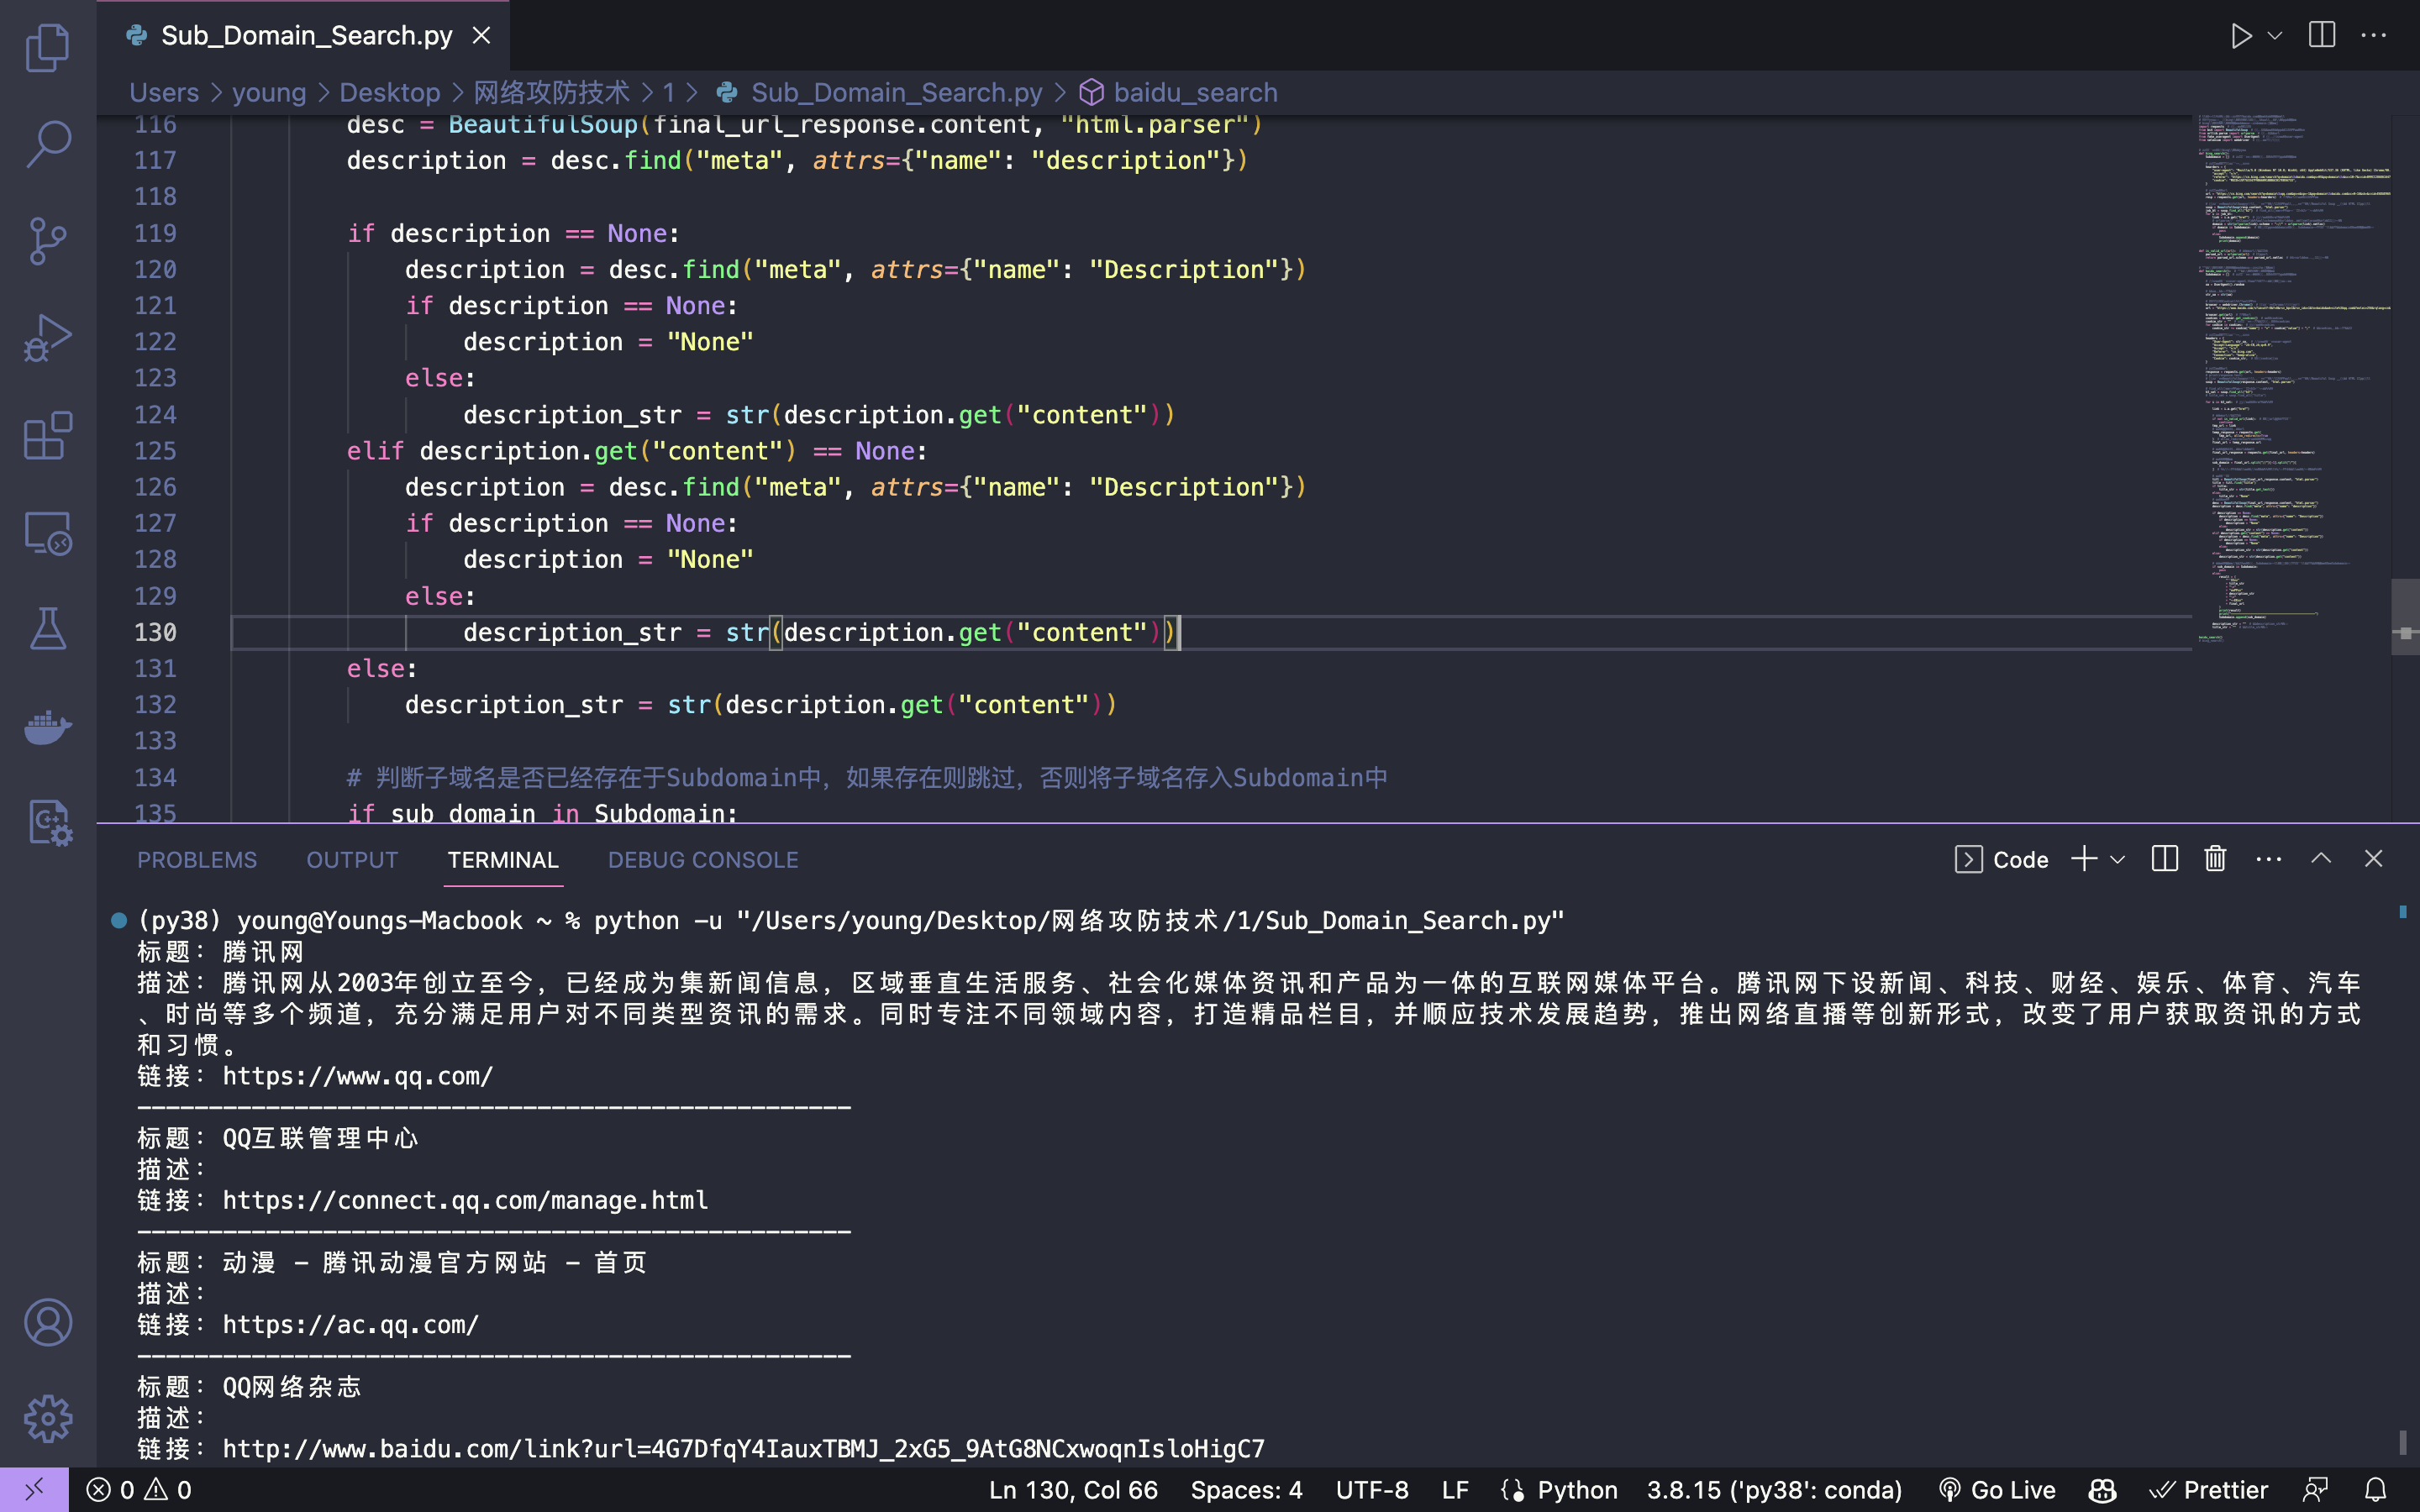 Sub_Domain_Search.py
Users > young > Desktop > 网络攻防技术 > 1 > Sub_Domain_Search.py > baidu_search
116 desc = BeautifulSoup(final_url_response.content, "html.parser")
117 description = desc.find("meta", attrs={"name": "description"})
118
119 if description == None:
120 description = desc.find("meta", attrs={"name": "Description"})
121 if description == None:
122 description = "None"
123 else:
124 description_str = str(description.get("content"))
125 elif description.get("content") == None:
126 description = desc.find("meta", attrs={"name": "Description"})
127 if description == None:
128 description = "None"
129 else:
130 description_str = str(description.get("content"))
131 else:
132 description_str = str(description.get("content"))
133
134 # 判断子域名是否已经存在于Subdomain中，如果存在则跳过，否则将子域名存入Subdomain中
135 if sub_domain in Subdomain:
PROBLEMS OUTPUT TERMINAL DEBUG CONSOLE Code
(py38) young@Youngs-Macbook ~ % python -u "/Users/young/Desktop/网络攻防技术/1/Sub_Domain_Search.py"
标题：腾讯网
描述：腾讯网从2003年创立至今，已经成为集新闻信息，区域垂直生活服务、社会化媒体资讯和产品为一体的互联网媒体平台。腾讯网下设新闻、科技、财经、娱乐、体育、汽车
、时尚等多个频道，充分满足用户对不同类型资讯的需求。同时专注不同领域内容，打造精品栏目，并顺应技术发展趋势，推出网络直播等创新形式，改变了用户获取资讯的方式
和习惯。
链接：https://www.qq.com/
--------------------------------------------------
标题：QQ互联管理中心
描述：
链接：https://connect.qq.com/manage.html
--------------------------------------------------
标题：动漫 - 腾讯动漫官方网站 - 首页
描述：
链接：https://ac.qq.com/
--------------------------------------------------
标题：QQ网络杂志
描述：
链接：http://www.baidu.com/link?url=4G7DfqY4IauxTBMJ_2xG5_9AtG8NCxwoqnIsloHigC7
0 0 Ln 130, Col 66 Spaces: 4 UTF-8 LF Python 3.8.15 ('py38': conda) Go Live Prettier